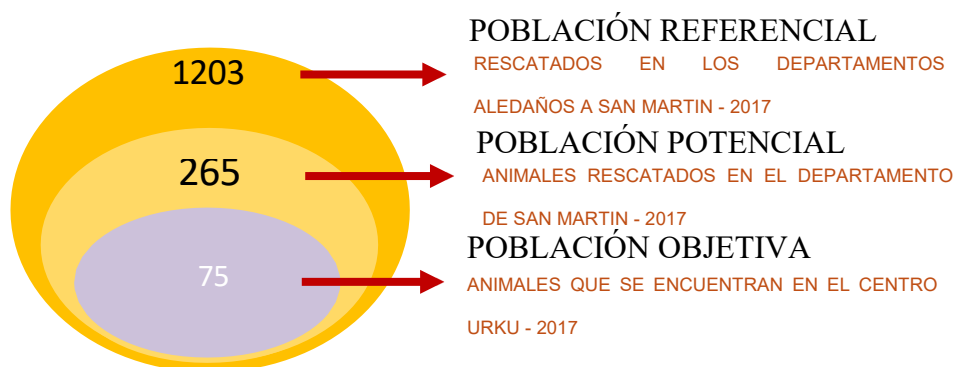 1203
POBLACIÓN REFERENCIAL
RESCATADOS EN LOS DEPARTAMENTOS
ALEDAÑOS A SAN MARTIN - 2017
265
POBLACIÓN POTENCIAL
ANIMALES RESCATADOS EN EL DEPARTAMENTO
DE SAN MARTIN - 2017
75
POBLACIÓN OBJETIVA
ANIMALES QUE SE ENCUENTRAN EN EL CENTRO
URKU - 2017